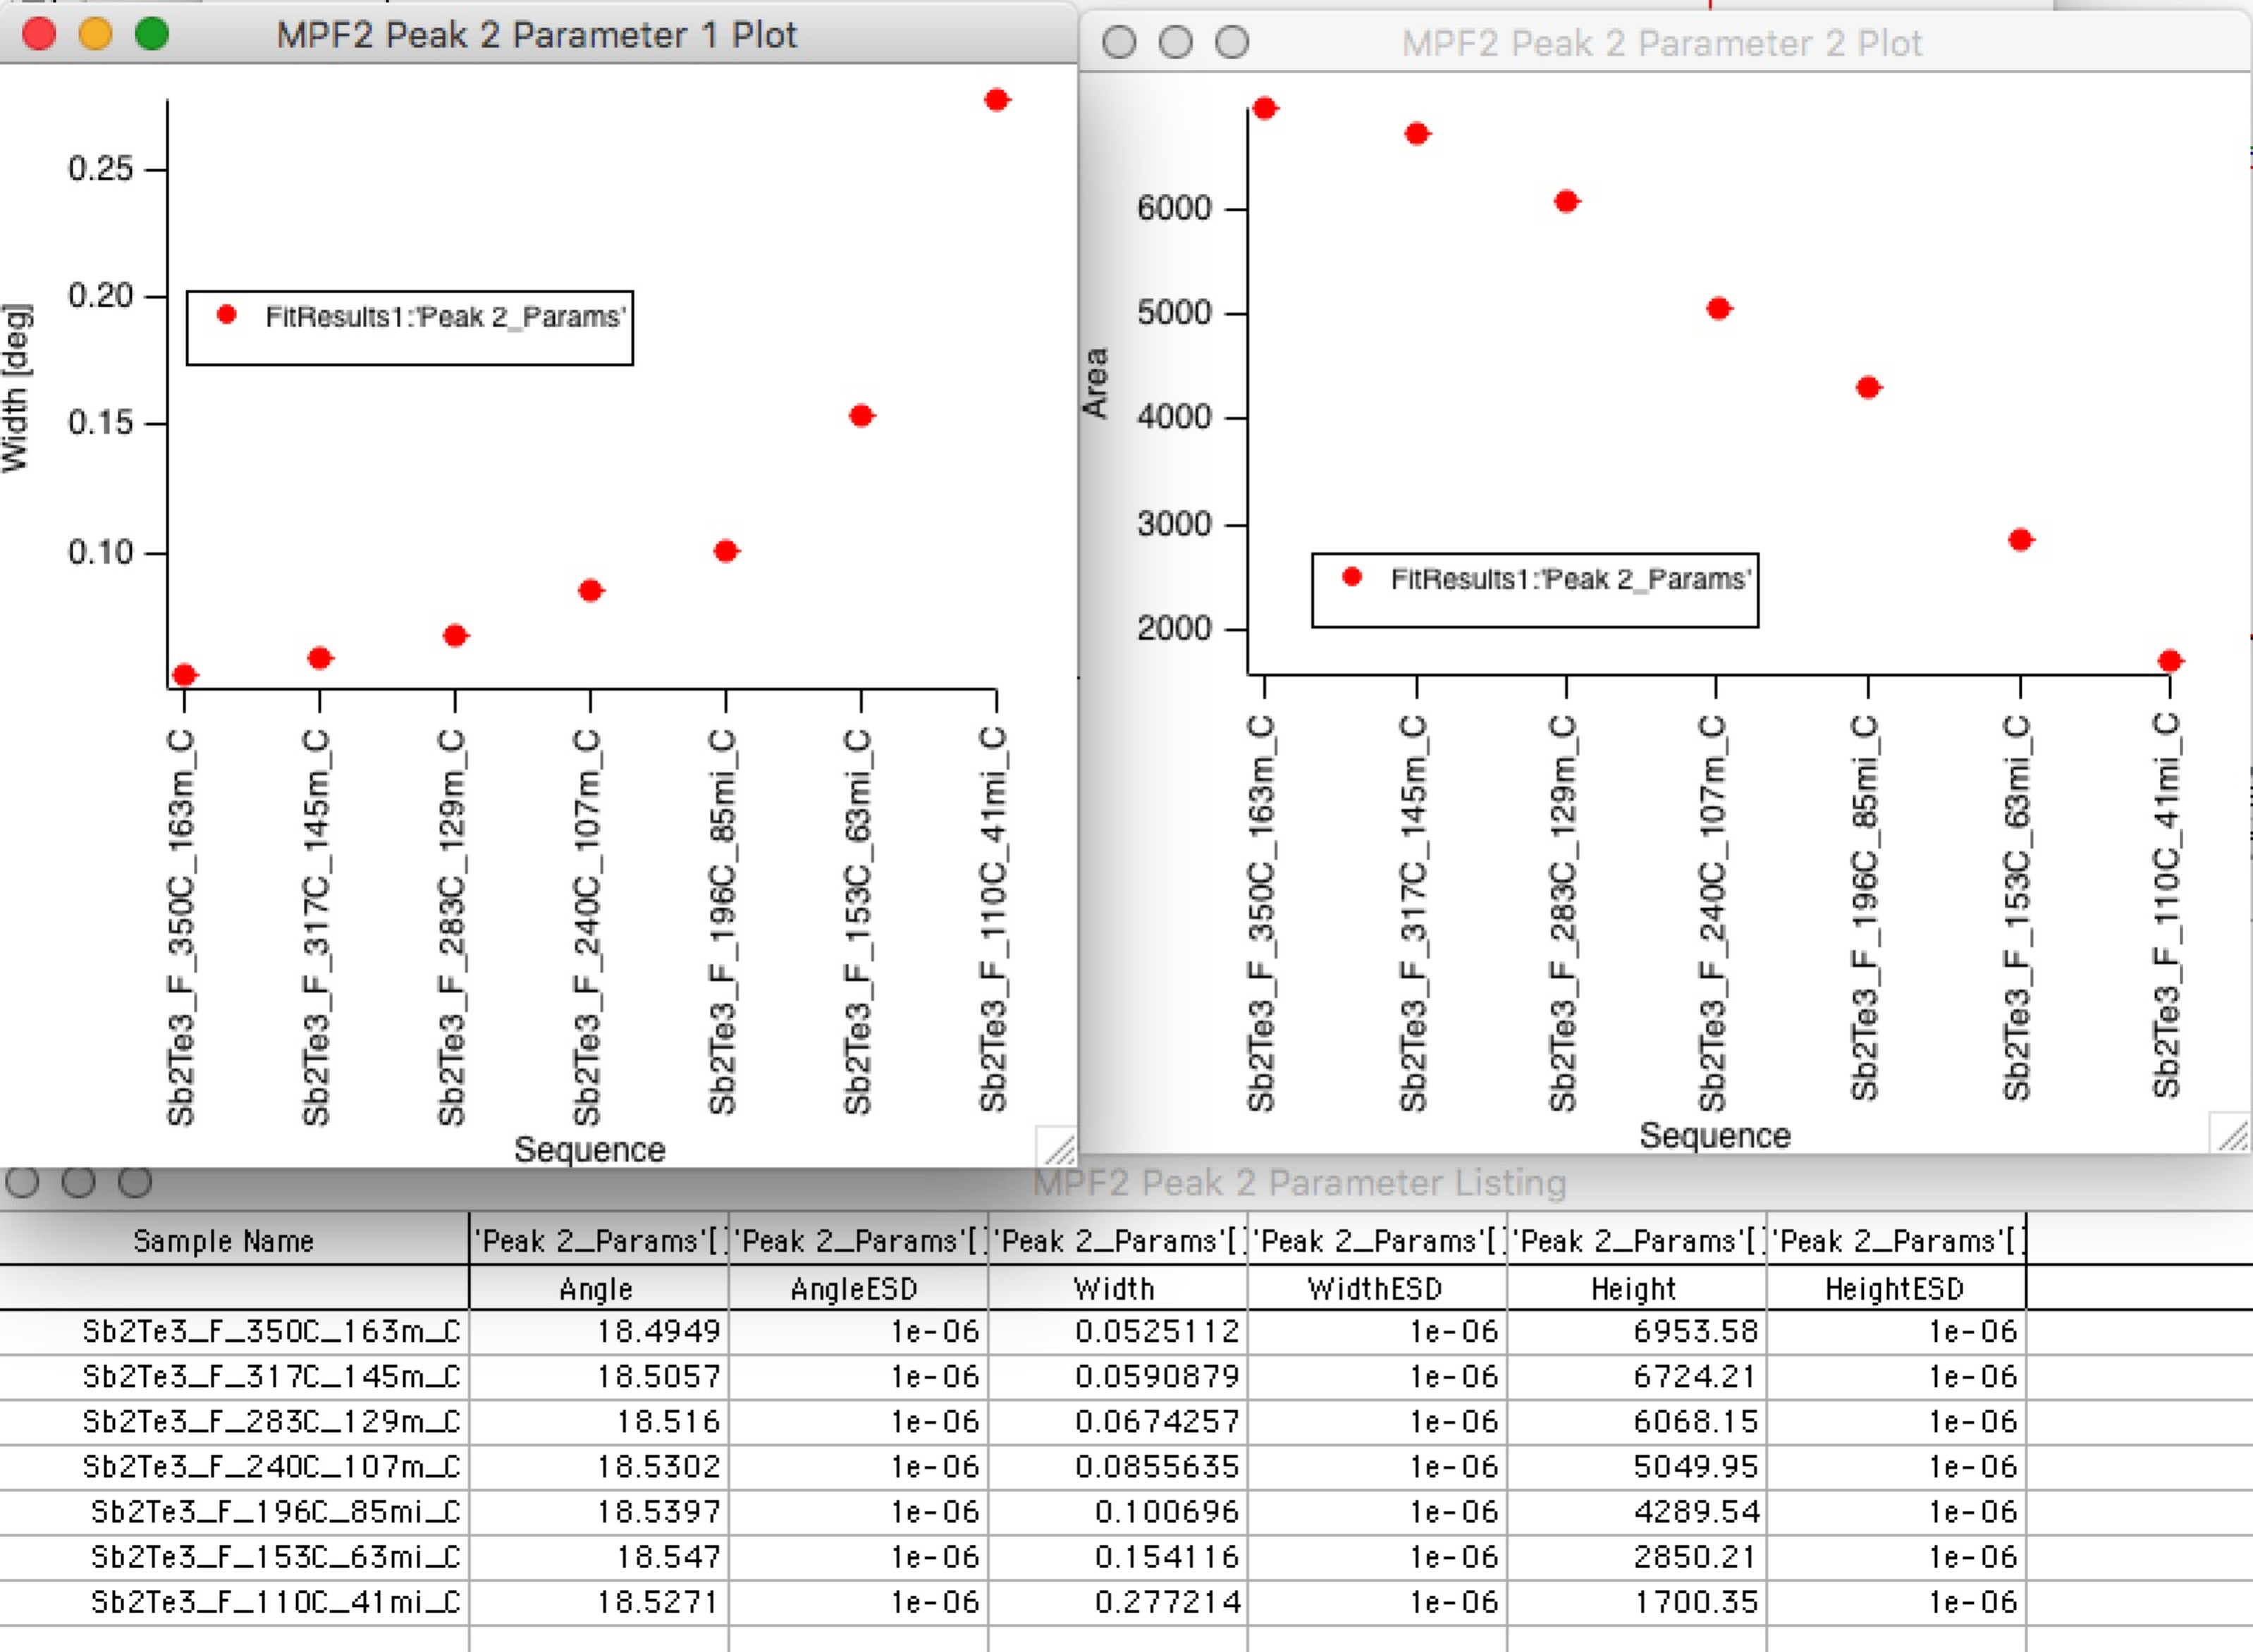 MPF2 Peak 2 Parameter 1 Plot
0.25
0.20
0.15
0.10
Width [deg]
FitResults1:'Peak 2_Params'
Sb2Te3_F_350C_163m_C
Sb2Te3_F_317C_145m_C
Sb2Te3_F_283C_129m_C
Sb2Te3_F_240C_107m_C
Sb2Te3_F_196C_85mi_C
Sb2Te3_F_153C_63mi_C
Sb2Te3_F_110C_41mi_C
Sequence
MPF2 Peak 2 Parameter 2 Plot
6000
5000
4000
3000
2000
Area
FitResults1:'Peak 2_Params'
Sb2Te3_F_350C_163m_C
Sb2Te3_F_317C_145m_C
Sb2Te3_F_283C_129m_C
Sb2Te3_F_240C_107m_C
Sb2Te3_F_196C_85mi_C
Sb2Te3_F_153C_63mi_C
Sb2Te3_F_110C_41mi_C
Sequence
MPF2 Peak 2 Parameter Listing
Sample Name 'Peak 2_Params'[ 'Peak 2_Params'[ 'Peak 2_Params'[ 'Peak 2_Params'[ 'Peak 2_Params'[ 'Peak 2_Params'[
Angle AngleESD Width WidthESD Height HeightESD
Sb2Te3_F_350C_163m_C 18.4949 1e-06 0.0525112 1e-06 6953.58 1e-06
Sb2Te3_F_317C_145m_C 18.5057 1e-06 0.0590879 1e-06 6724.21 1e-06
Sb2Te3_F_283C_129m_C 18.516 1e-06 0.0674257 1e-06 6068.15 1e-06
Sb2Te3_F_240C_107m_C 18.5302 1e-06 0.0855635 1e-06 5049.95 1e-06
Sb2Te3_F_196C_85mi_C 18.5397 1e-06 0.100696 1e-06 4289.54 1e-06
Sb2Te3_F_153C_63mi_C 18.547 1e-06 0.154116 1e-06 2850.21 1e-06
Sb2Te3_F_110C_41mi_C 18.5271 1e-06 0.277214 1e-06 1700.35 1e-06